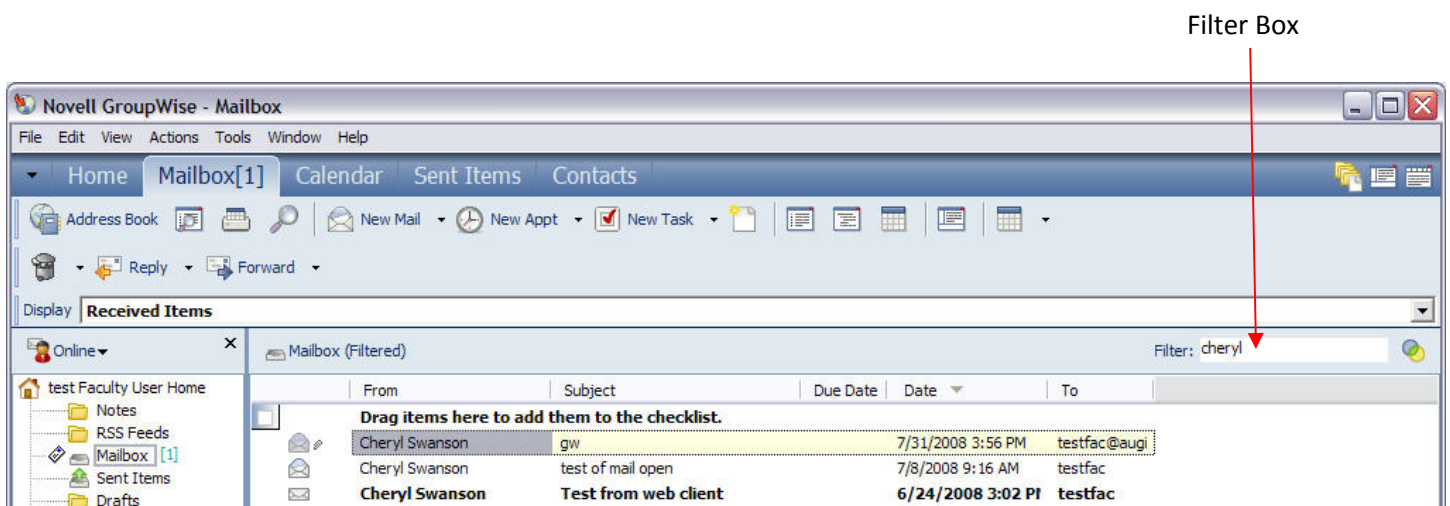 Filter Box
Novell GroupWise - Mailbox
File Edit View Actions Tools Window Help
Home Mailbox[1] Calendar Sent Items Contacts
Address Book New Mail New Appt New Task
Reply Forward
Display Received Items
Online X Mailbox (Filtered) Filter: cheryl
test Faculty User Home From Subject Due Date Date To
Notes Drag items here to add them to the checklist.
RSS Feeds Cheryl Swanson gw 7/31/2008 3:56 PM testfac@augi
Mailbox [1]
Cheryl Swanson test of mail open 7/8/2008 9:16 AM testfac
Sent Items
Drafts Cheryl Swanson Test from web client 6/24/2008 3:02 PM testfac